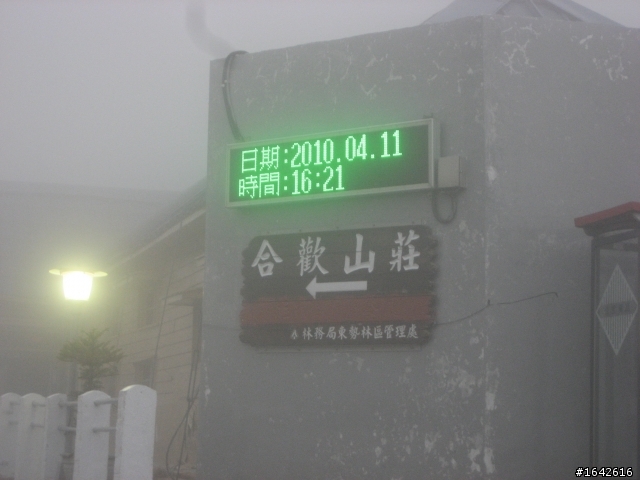 日期:2010.04.11
時間:16:21
合歡山莊
林務局東勢林區管理處
#1642616